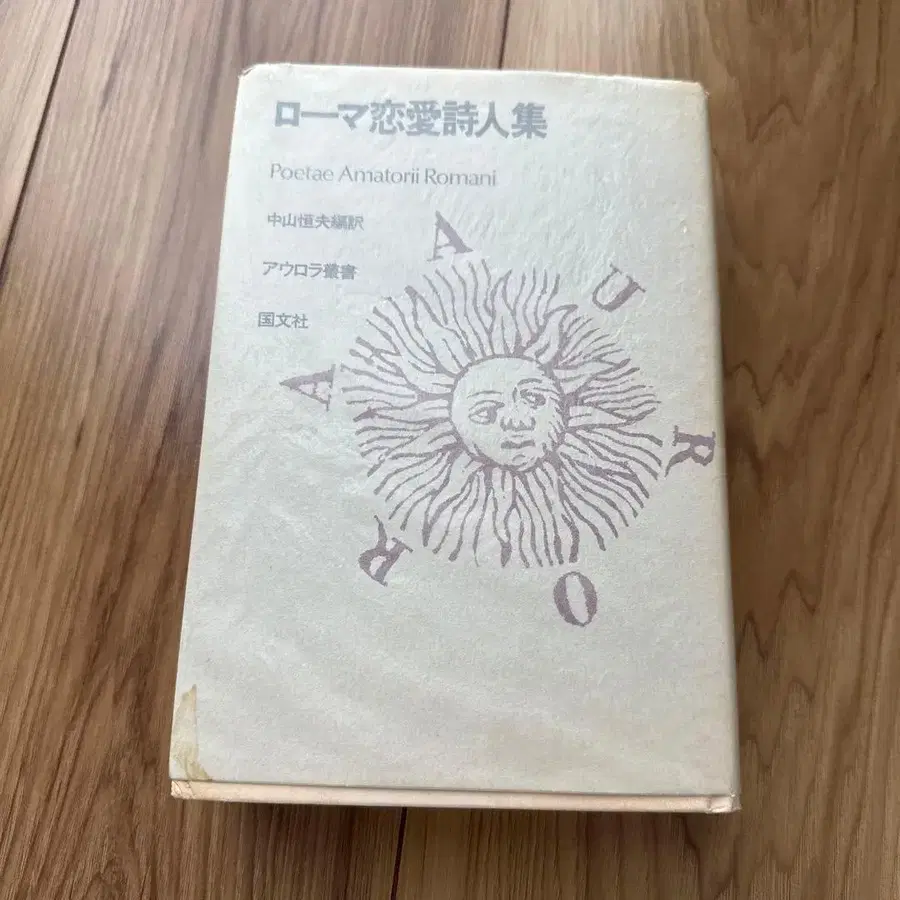 ローマ恋愛詩人集
Poetae Amatorii Romani
中山恒夫編訳
アウロラ叢書
国文社
AURORA